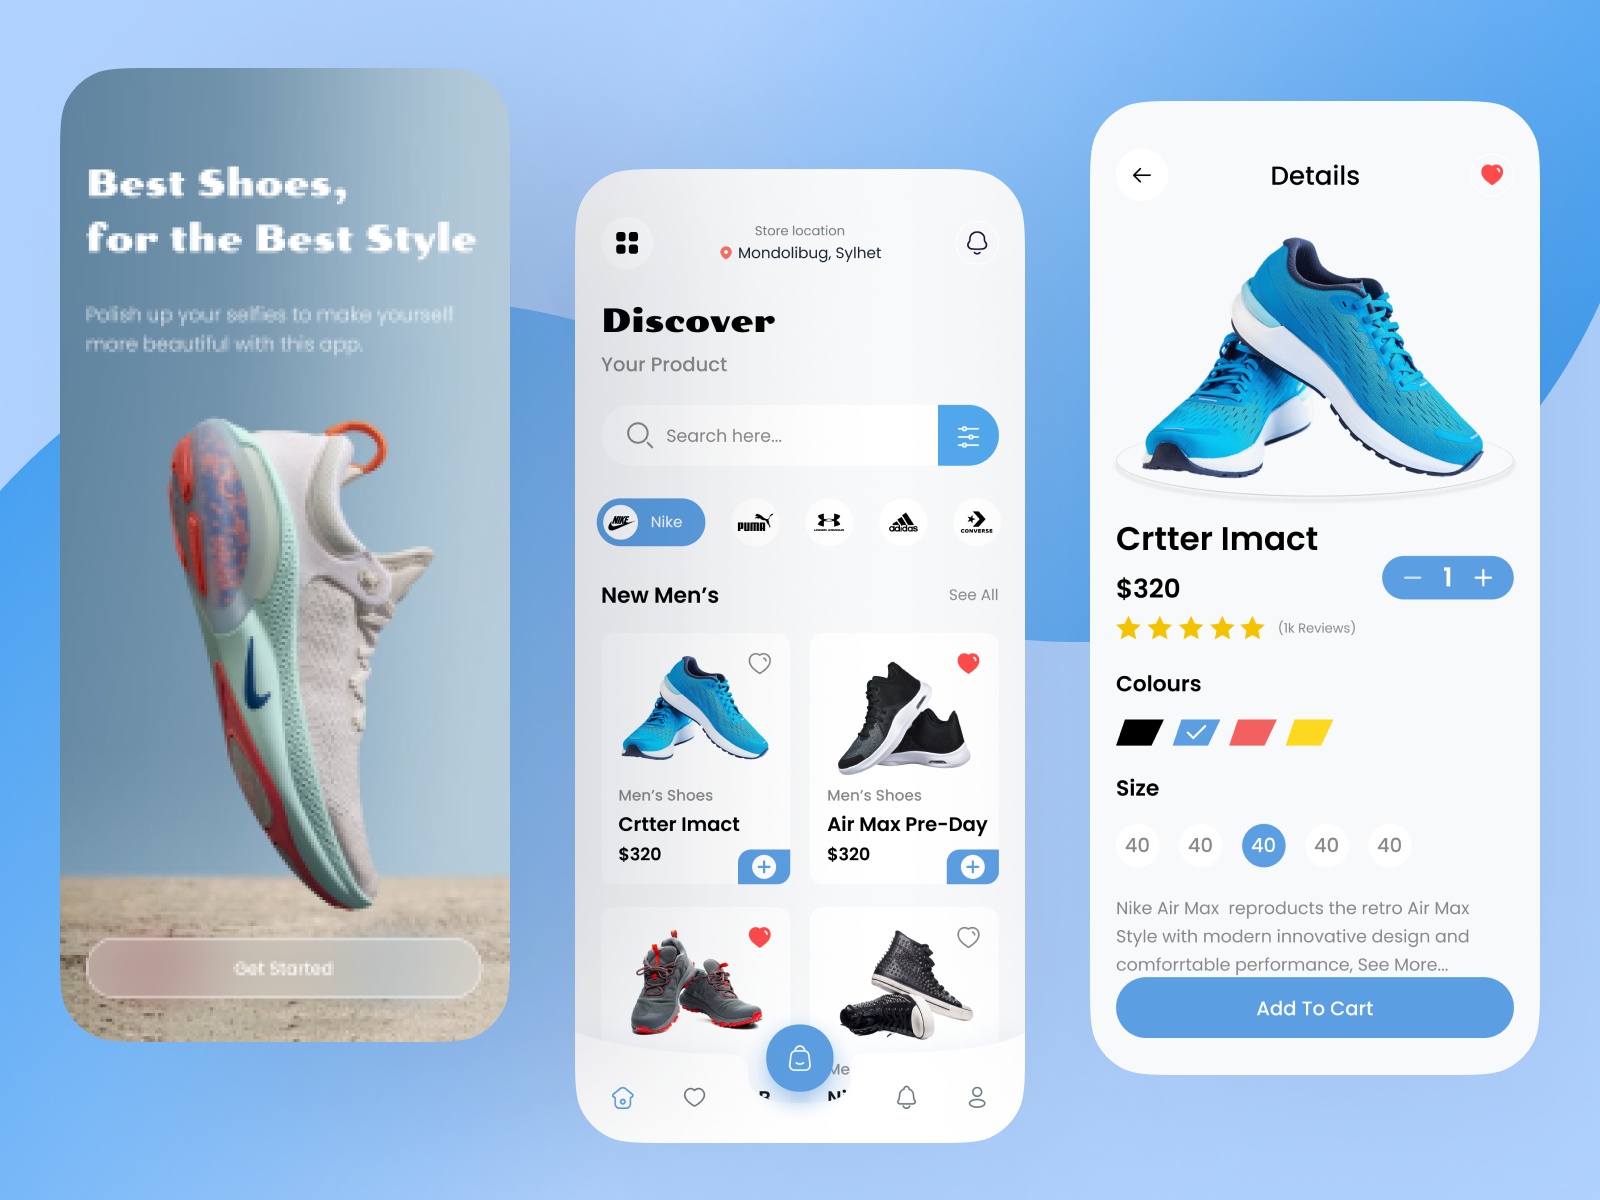 Best Shoes,
for the Best Style
Polish up your selfies to make yourself
more beautiful with this app.
Get Started
Store location
Mondolibug, Sylhet
Discover
Your Product
Search here...
NIKE
Nike
PUMA
UNDER ARMOUR
adidas
CONVERSE
New Men's
See All
Men's Shoes
Crtter Imact
$320
Men's Shoes
Air Max Pre-Day
$320
Me
Details
Crtter Imact
$320
1
(1k Reviews)
Colours
Size
40 40 40 40 40
Nike Air Max reproducts the retro Air Max
Style with modern innovative design and
comforrtable performance, See More...
Add To Cart